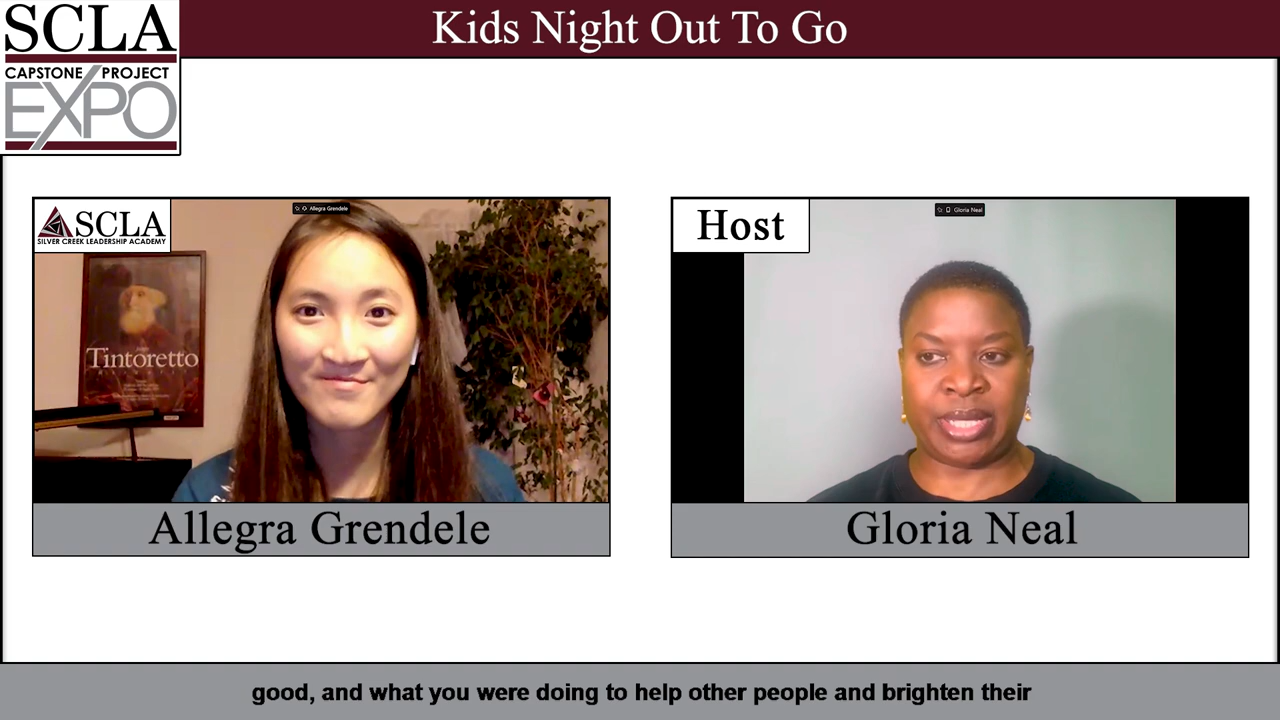 SCLA
CAPSTONE PROJECT
EXPO
Kids Night Out To Go
SCLA
SILVER CREEK LEADERSHIP ACADEMY
Allegra Grendele
Tintoretto
Host
Gloria Neal
Allegra Grendele
Gloria Neal
good, and what you were doing to help other people and brighten their